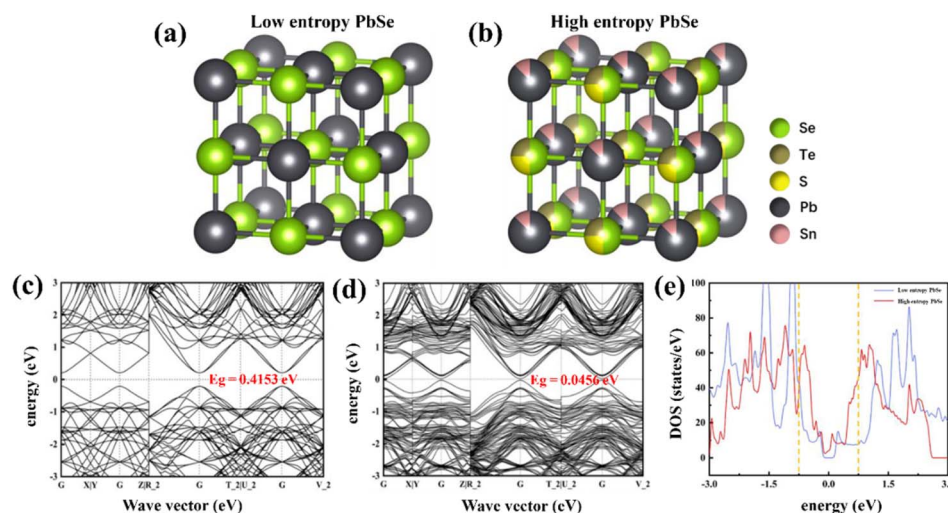 Low entropy PbSe
High entropy PbSe
(a)
(b)
Se
Te
S
Pb
Sn
(c)
energy (eV)
3
2
1
0
-1
-2
-3
Eg = 0.4153 eV
G X|Y G Z|R_2 G T_2|U_2 G V_2
Wave vector (eV)
(d)
energy (eV)
3
2
1
0
-1
-2
-3
Eg = 0.0456 eV
G X|Y G Z|R_2 G T_2|U_2 G V_2
Wave vector (eV)
(e)
DOS (states/eV)
100
80
60
40
20
0
Low entropy PbSe
High entropy PbSe
-3.0 -1.5 0.0 1.5 3.0
energy (eV)